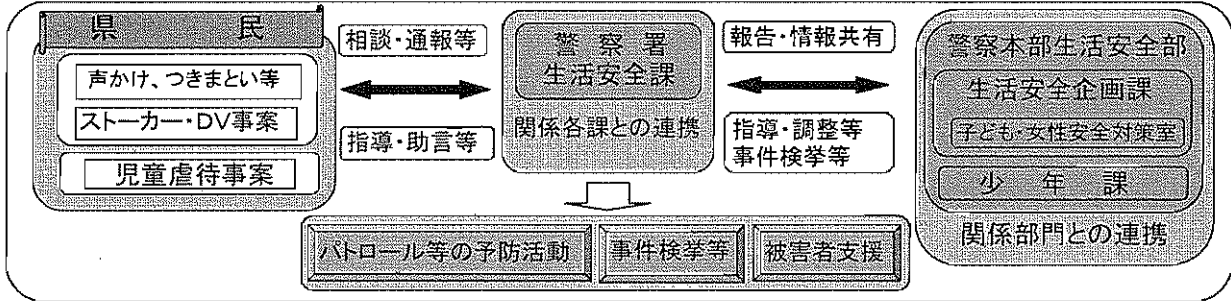 県民
声かけ、つきまとい等
ストーカー・DV事案
児童虐待事案
相談・通報等
指導・助言等
警察署
生活安全課
関係各課との連携
報告・情報共有
指導・調整等
事件検挙等
警察本部生活安全部
生活安全企画課
子ども・女性安全対策室
少年課
関係部門との連携
パトロール等の予防活動
事件検挙等
被害者支援